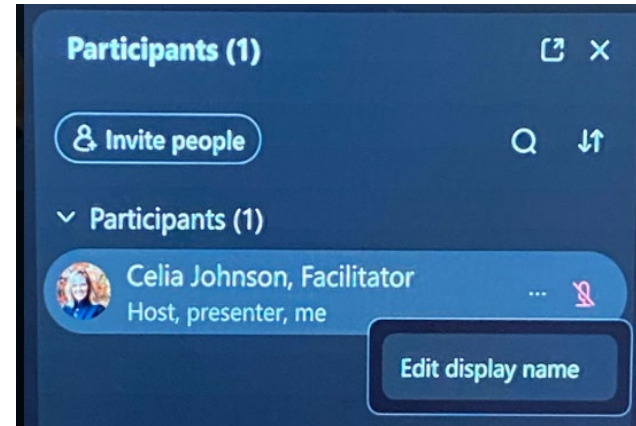 Participants (1)
Invite people
Participants (1)
Celia Johnson, Facilitator
Host, presenter, me
Edit display name